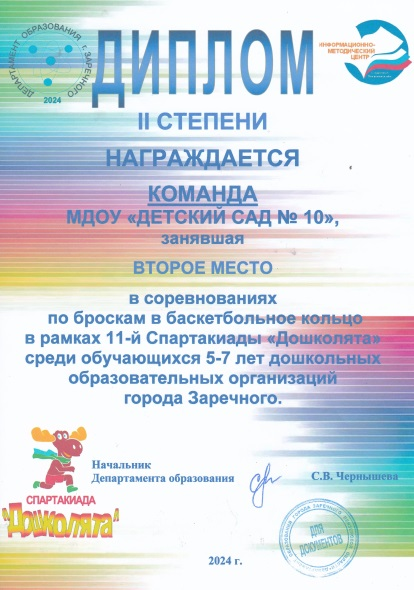 ДЕПАРТАМЕНТ ОБРАЗОВАНИЯ г. ЗАРЕЧНОГО
2024
ИНФОРМАЦИОННО-
МЕТОДИЧЕСКИЙ
ЦЕНТР
ДИПЛОМ
II СТЕПЕНИ
НАГРАЖДАЕТСЯ
КОМАНДА
МДОУ «ДЕТСКИЙ САД № 10»,
занявшая
ВТОРОЕ МЕСТО
в соревнованиях
по броскам в баскетбольное кольцо
в рамках 11-й Спартакиады «Дошколята»
среди обучающихся 5-7 лет дошкольных
образовательных организаций
города Заречного.
Начальник
Департамента образования
С.В. Чернышева
СПАРТАКИАДА
"Дошколята"
ДЛЯ
ДОКУМЕНТОВ
2024 г.